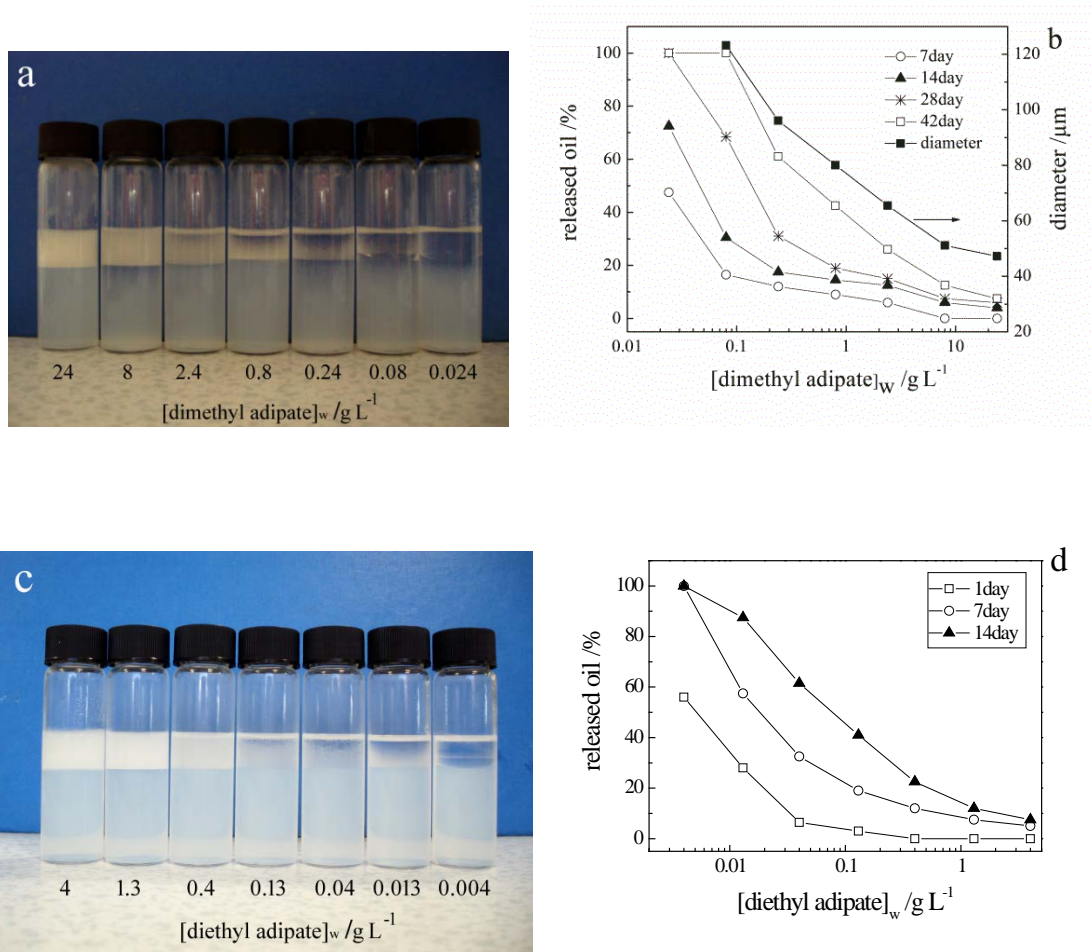 a
24 8 2.4 0.8 0.24 0.08 0.024
[dimethyl adipate]w /g L-1
b
released oil /%
100
80
60
40
20
0
7day
14day
28day
42day
diameter
120
100
80
60
40
20
diameter /µm
0.01 0.1 1 10
[dimethyl adipate]w /g L-1
c
4 1.3 0.4 0.13 0.04 0.013 0.004
[diethyl adipate]w /g L-1
d
released oil /%
100
80
60
40
20
0
1day
7day
14day
0.01 0.1 1
[diethyl adipate]w /g L-1